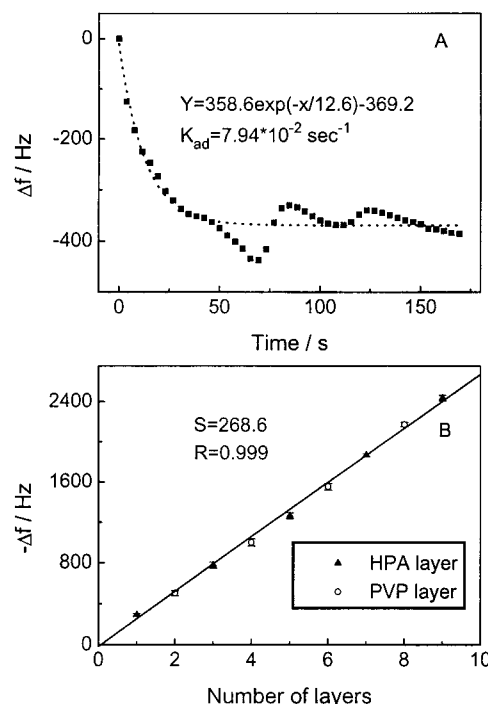 A
0
-200
-400
Δf / Hz
Y=358.6exp(-x/12.6)-369.2
K_ad=7.94*10^-2 sec^-1
0 50 100 150
Time / s
B
2400
1600
800
0
-Δf / Hz
S=268.6
R=0.999
HPA layer
PVP layer
0 2 4 6 8 10
Number of layers